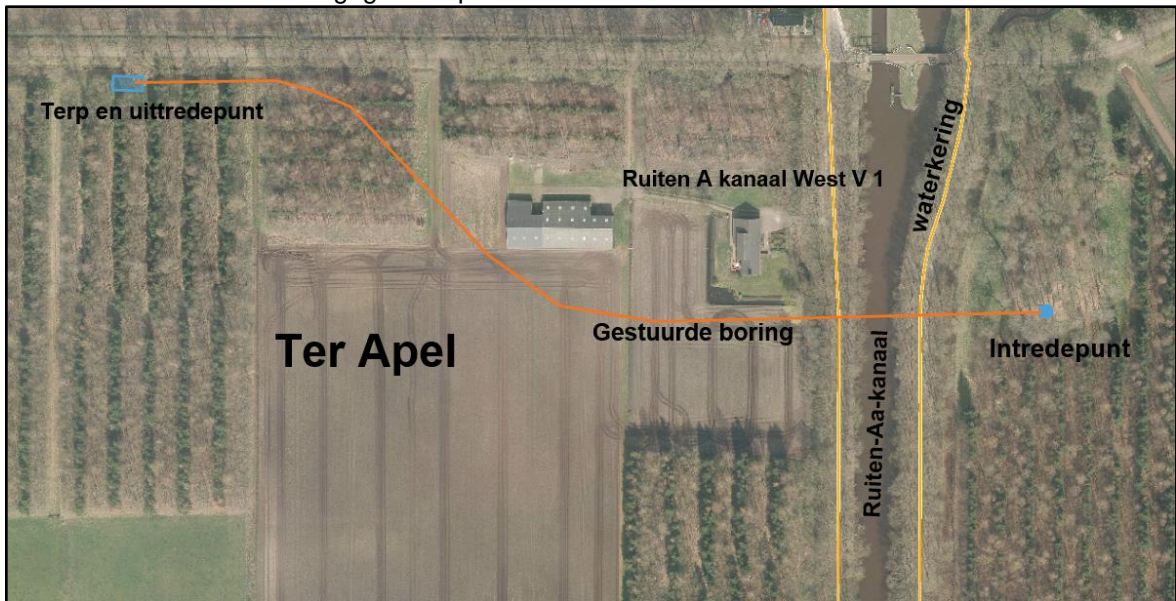 Terp en uittredepunt
Ruiten A kanaal West V 1
waterkering
Gestuurde boring
Ter Apel
Intredepunt
Ruiten-Aa-kanaal